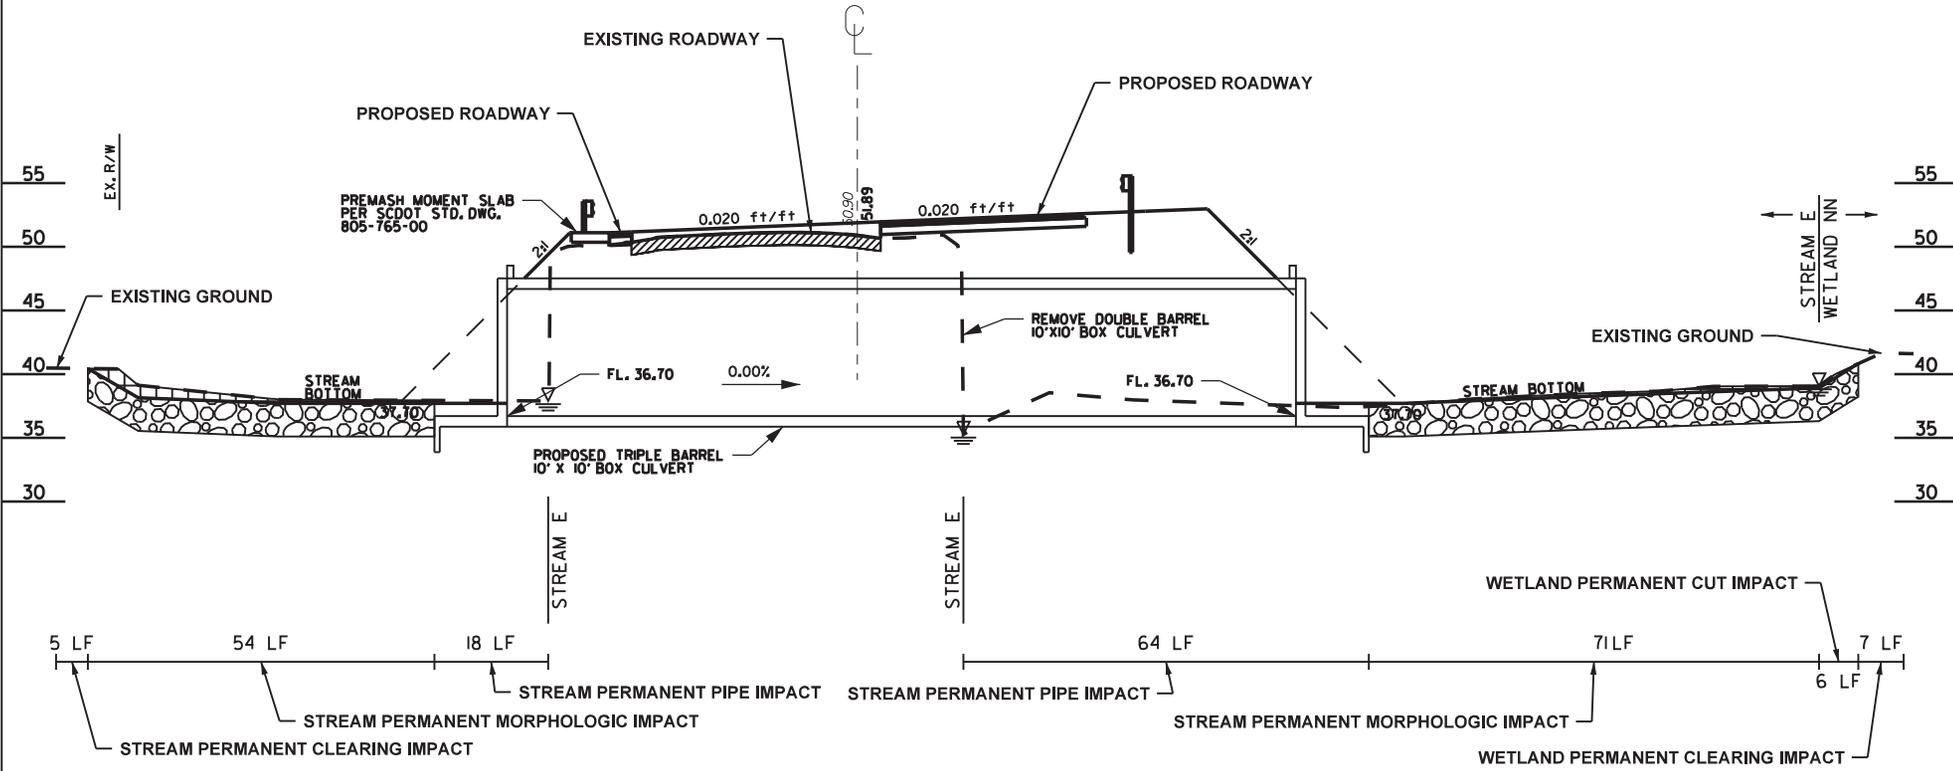 EXISTING ROADWAY
PROPOSED ROADWAY
PROPOSED ROADWAY
EX. R/W
55
PREMASH MOMENT SLAB
PER SCDOT STD. DWG.
805-765-00
0.020 ft/ft
50.90
51.89
0.020 ft/ft
55
50
2:1
2:1
50
STREAM E
WETLAND NN
EXISTING GROUND
45
45
REMOVE DOUBLE BARREL
10'X10' BOX CULVERT
EXISTING GROUND
40
STREAM
BOTTOM
37.70
FL. 36.70
0.00%
FL. 36.70
STREAM BOTTOM
37.70
40
35
35
PROPOSED TRIPLE BARREL
10' X 10' BOX CULVERT
30
30
STREAM E
STREAM E
WETLAND PERMANENT CUT IMPACT
5 LF
54 LF
18 LF
64 LF
71 LF
7 LF
6 LF
STREAM PERMANENT PIPE IMPACT
STREAM PERMANENT PIPE IMPACT
STREAM PERMANENT MORPHOLOGIC IMPACT
STREAM PERMANENT MORPHOLOGIC IMPACT
STREAM PERMANENT CLEARING IMPACT
WETLAND PERMANENT CLEARING IMPACT